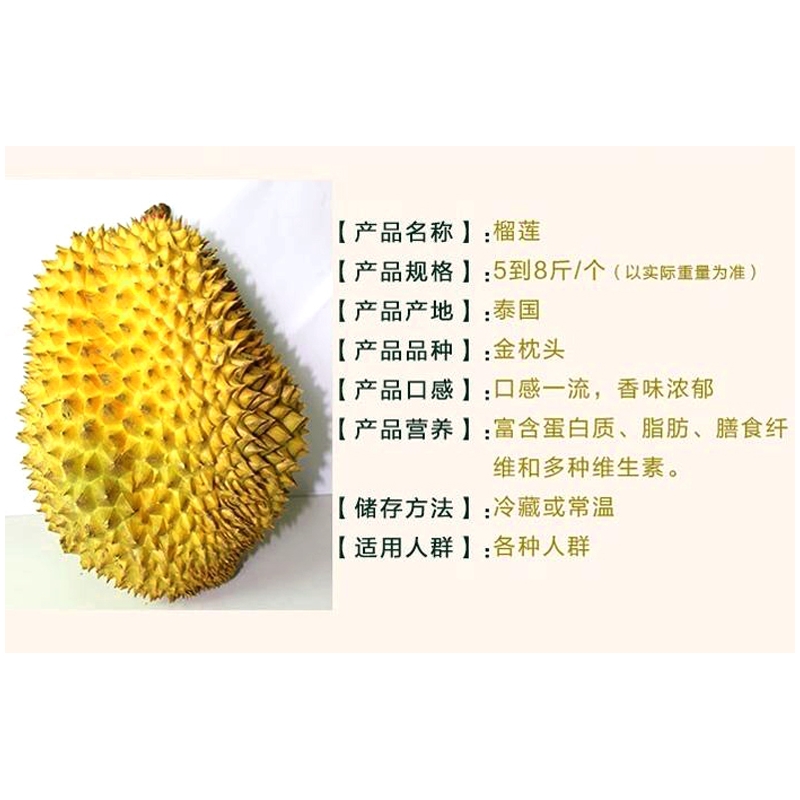 【产品名称】:榴莲
【产品规格】:5到8斤/个(以实际重量为准)
【产品产地】:泰国
【产品品种】:金枕头
【产品口感】:口感一流，香味浓郁
【产品营养】:富含蛋白质、脂肪、膳食纤
维和多种维生素。
【储存方法】:冷藏或常温
【适用人群】:各种人群